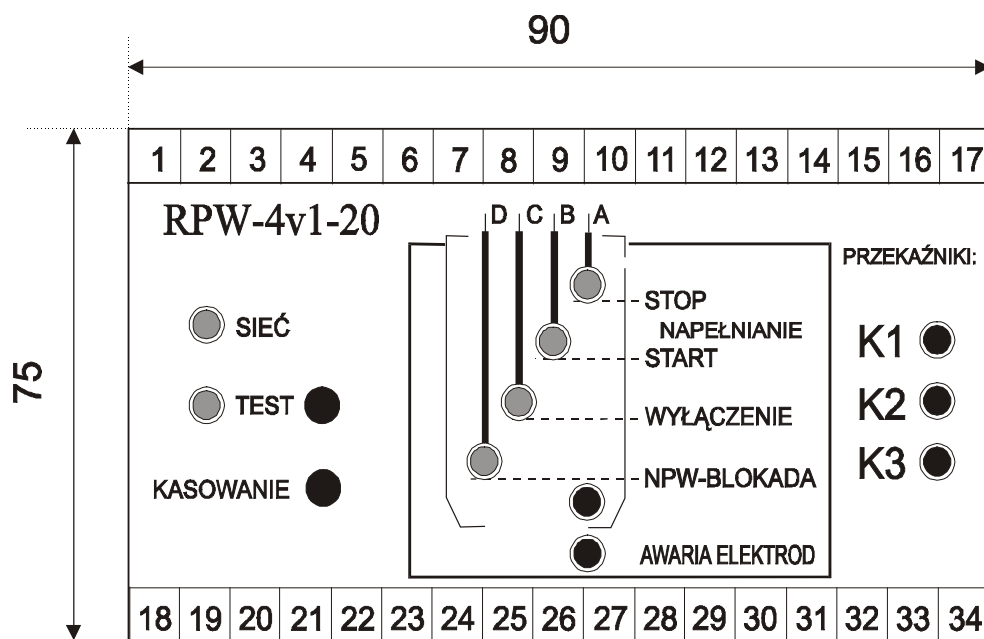 90
75
1 2 3 4 5 6 7 8 9 10 11 12 13 14 15 16 17
RPW-4v1-20
D C B A
PRZEKAŹNIKI:
STOP
SIEĆ
NAPEŁNIANIE
START
K1
TEST
WYŁĄCZENIE
K2
KASOWANIE
NPW-BLOKADA
K3
AWARIA ELEKTROD
18 19 20 21 22 23 24 25 26 27 28 29 30 31 32 33 34